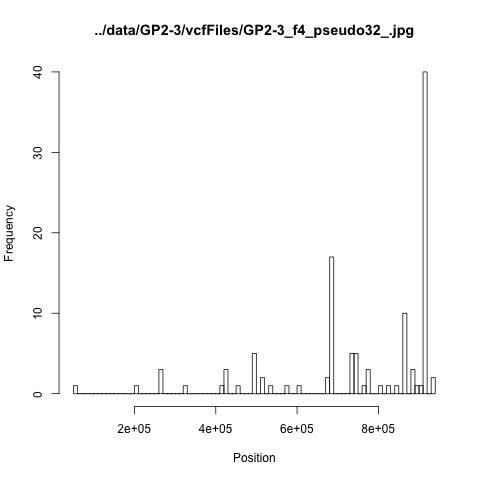 ../data/GP2-3/vcfFiles/GP2-3_f4_pseudo32_.jpg
40
30
20
10
0
Frequency
2e+05 4e+05 6e+05 8e+05
Position